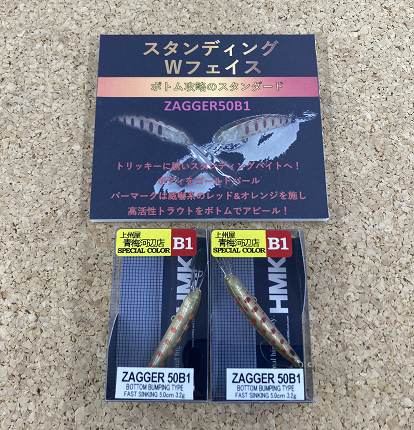 スタンディング
Wフェイス
ボトム攻略のスタンダード
ZAGGER50B1
トリッキーに誘いスタンディングバイトへ！
ボディをゴールドパール
パーマークは威嚇系のレッド&オレンジを施し
高活性トラウトをボトムでアピール！
上州屋
青梅河辺店
SPECIAL COLOR
B1
HMK
ZAGGER 50B1
BOTTOM BUMPING TYPE
FAST SINKING 5.0cm 3.2g
上州屋
青梅河辺店
SPECIAL COLOR
B1
HMK
ZAGGER 50B1
BOTTOM BUMPING TYPE
FAST SINKING 5.0cm 3.2g